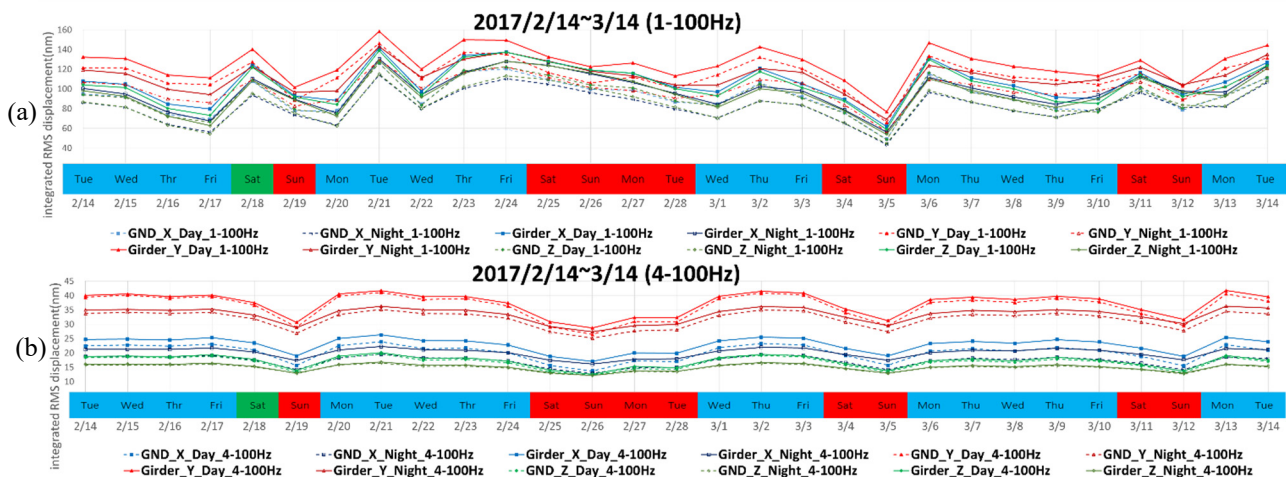 2017/2/14~3/14 (1-100Hz)
(a)
integrated RMS displacement(nm)
160
140
120
100
80
60
40
Tue Wed Thr Fri Sat Sun Mon Tue Wed Thr Fri Sat Sun Mon Tue Wed Thu Fri Sat Sun Mon Tue Wed Thu Fri Sat Sun Mon Tue
2/14 2/15 2/16 2/17 2/18 2/19 2/20 2/21 2/22 2/23 2/24 2/25 2/26 2/27 2/28 3/1 3/2 3/3 3/4 3/5 3/6 3/7 3/8 3/9 3/10 3/11 3/12 3/13 3/14
GND_X_Day_1-100Hz GND_X_Night_1-100Hz Girder_X_Day_1-100Hz Girder_X_Night_1-100Hz GND_Y_Day_1-100Hz GND_Y_Night_1-100Hz
Girder_Y_Day_1-100Hz Girder_Y_Night_1-100Hz GND_Z_Day_1-100Hz GND_Z_Night_1-100Hz Girder_Z_Day_1-100Hz Girder_Z_Night_1-100Hz
2017/2/14~3/14 (4-100Hz)
(b)
integrated RMS displacement(nm)
45
40
35
30
25
20
15
10
Tue Wed Thr Fri Sat Sun Mon Tue Wed Thr Fri Sat Sun Mon Tue Wed Thu Fri Sat Sun Mon Tue Wed Thu Fri Sat Sun Mon Tue
2/14 2/15 2/16 2/17 2/18 2/19 2/20 2/21 2/22 2/23 2/24 2/25 2/26 2/27 2/28 3/1 3/2 3/3 3/4 3/5 3/6 3/7 3/8 3/9 3/10 3/11 3/12 3/13 3/14
GND_X_Day_4-100Hz GND_X_Night_4-100Hz Girder_X_Day_4-100Hz Girder_X_Night_4-100Hz GND_Y_Day_4-100Hz GND_Y_Night_4-100Hz
Girder_Y_Day_4-100Hz Girder_Y_Night_4-100Hz GND_Z_Day_4-100Hz GND_Z_Night_4-100Hz Girder_Z_Day_4-100Hz Girder_Z_Night_4-100Hz